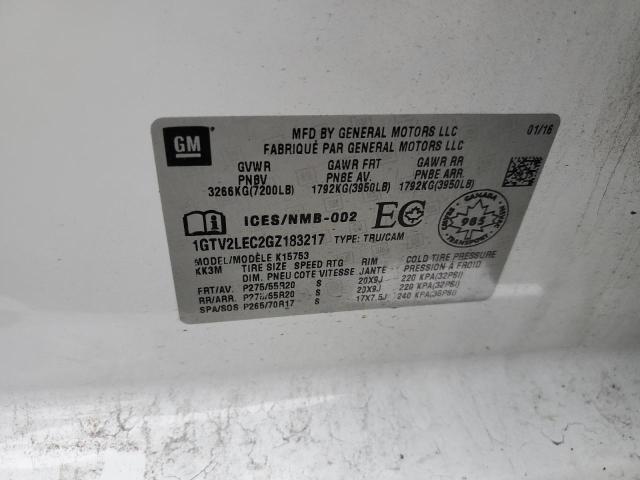 GM
MFD BY GENERAL MOTORS LLC
01/16
FABRIQUÉ PAR GENERAL MOTORS LLC
GVWR GAWR FRT GAWR RR
PNBV PNBE AV. PNBE ARR.
3266KG(7200LB) 1792KG(3950LB) 1792KG(3950LB)
ICES/NMB-002 EC
CANADA
985
1GTV2LEC2GZ183217 TYPE: TRU/CAM
MODEL/MODÈLE K15753
KK3M TIRE SIZE SPEED RTG RIM COLD TIRE PRESSURE
DIM. PNEU COTE VITESSE JANTE PRESSION À FROID
FRT/AV. P275/55R20 S 20X9J 220 KPA(32PSI)
RR/ARR. P275/55R20 S 20X9J 220 KPA(32PSI)
SPA/SOS P265/70R17 S 17X7.5J 240 KPA(35PSI)